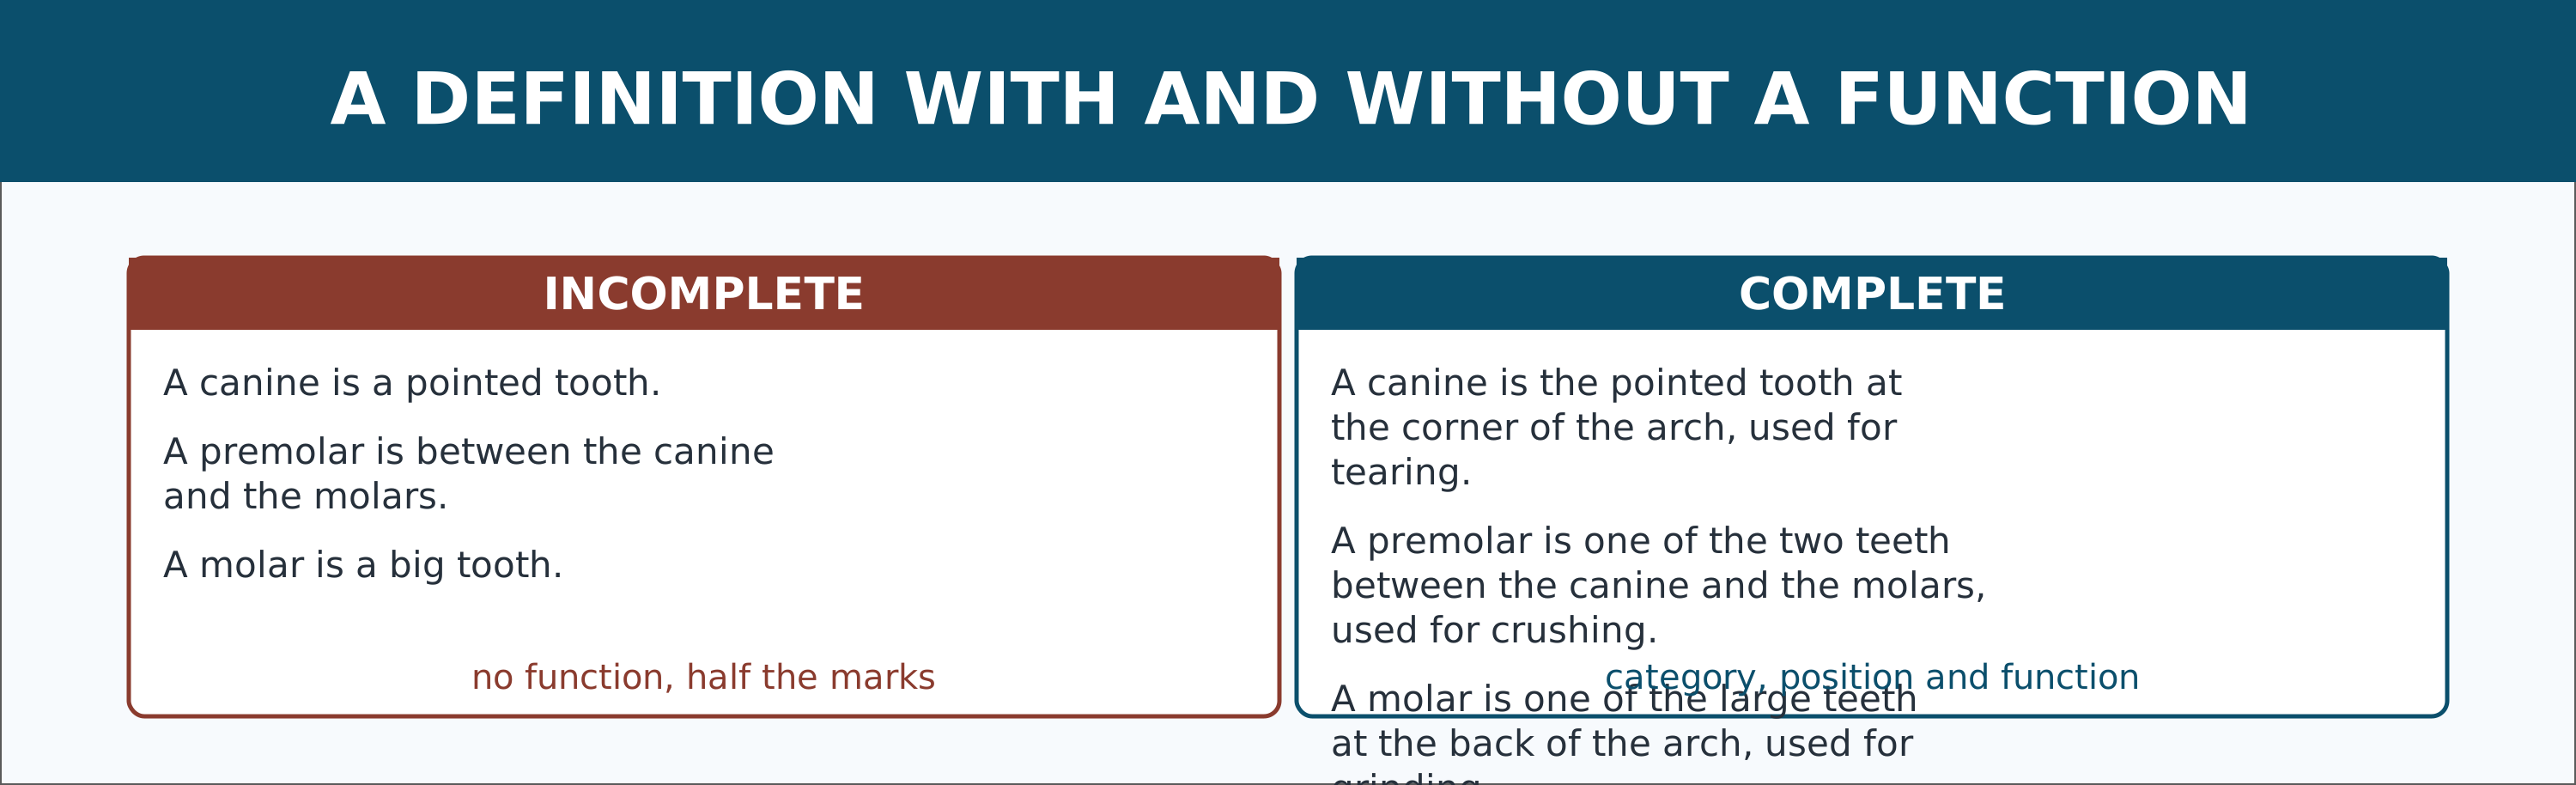 A DEFINITION WITH AND WITHOUT A FUNCTION
INCOMPLETE
A canine is a pointed tooth.
A premolar is between the canine
and the molars.
A molar is a big tooth.
no function, half the marks
COMPLETE
A canine is the pointed tooth at
the corner of the arch, used for
tearing.
A premolar is one of the two teeth
between the canine and the molars,
used for crushing.
category, position and function
A molar is one of the large teeth
at the back of the arch, used for
grinding